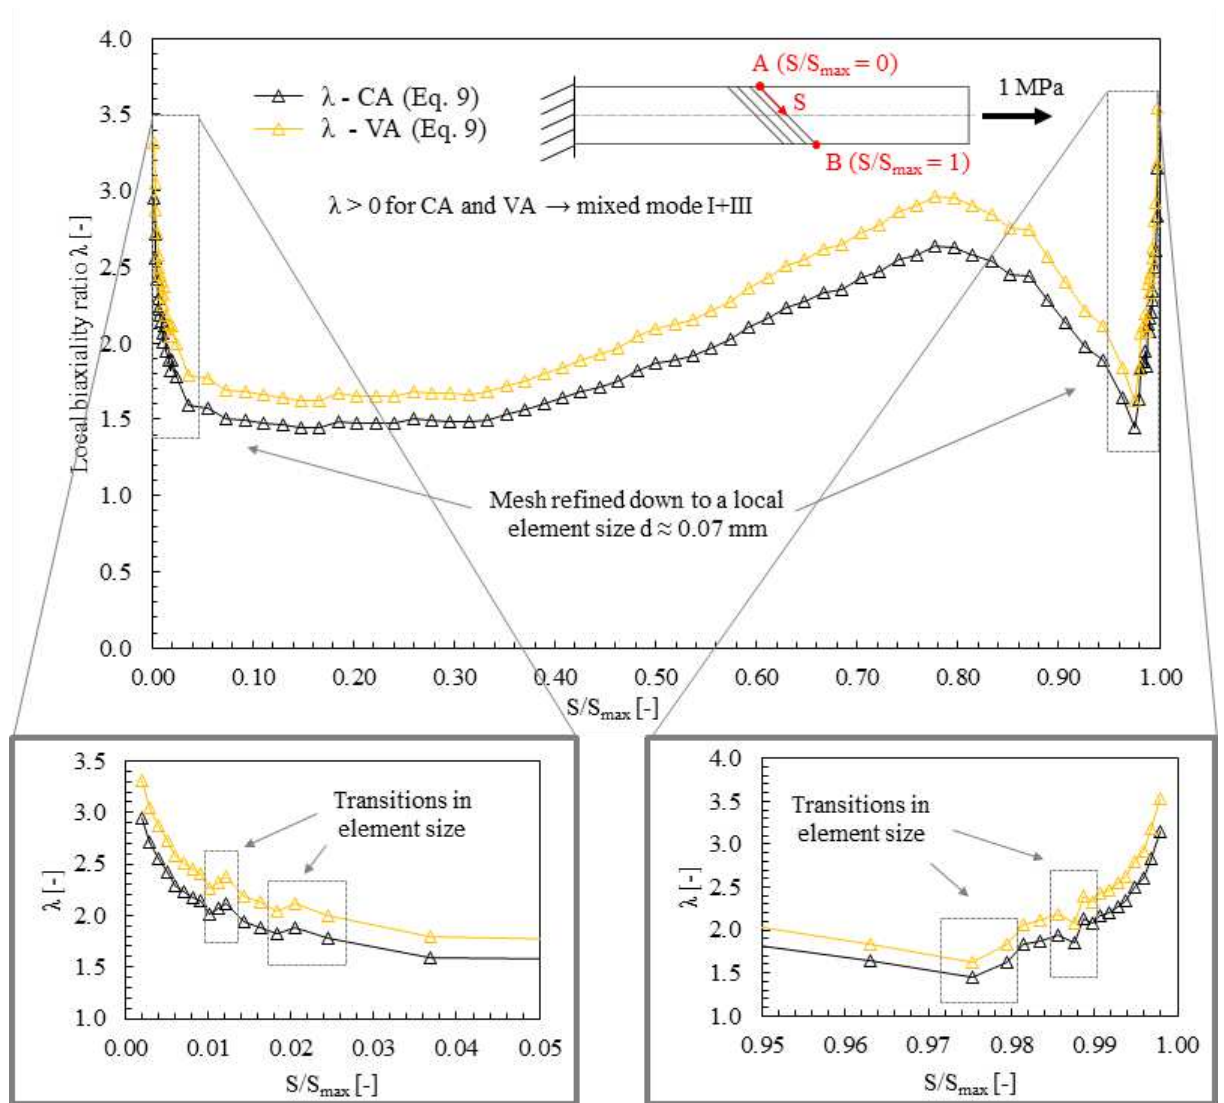 4.0
3.5
3.0
2.5
2.0
1.5
1.0
0.5
0.0
Local biaxiality ratio λ [-]
λ - CA (Eq. 9)
λ - VA (Eq. 9)
A (S/Smax = 0)
S
1 MPa
B (S/Smax = 1)
λ > 0 for CA and VA → mixed mode I+III
Mesh refined down to a local
element size d ≈ 0.07 mm
0.00 0.10 0.20 0.30 0.40 0.50 0.60 0.70 0.80 0.90 1.00
S/Smax [-]
3.5
3.0
2.5
2.0
1.5
1.0
λ [-]
Transitions in
element size
0.00 0.01 0.02 0.03 0.04 0.05
S/Smax [-]
4.0
3.5
3.0
2.5
2.0
1.5
1.0
λ [-]
Transitions in
element size
0.95 0.96 0.97 0.98 0.99 1.00
S/Smax [-]